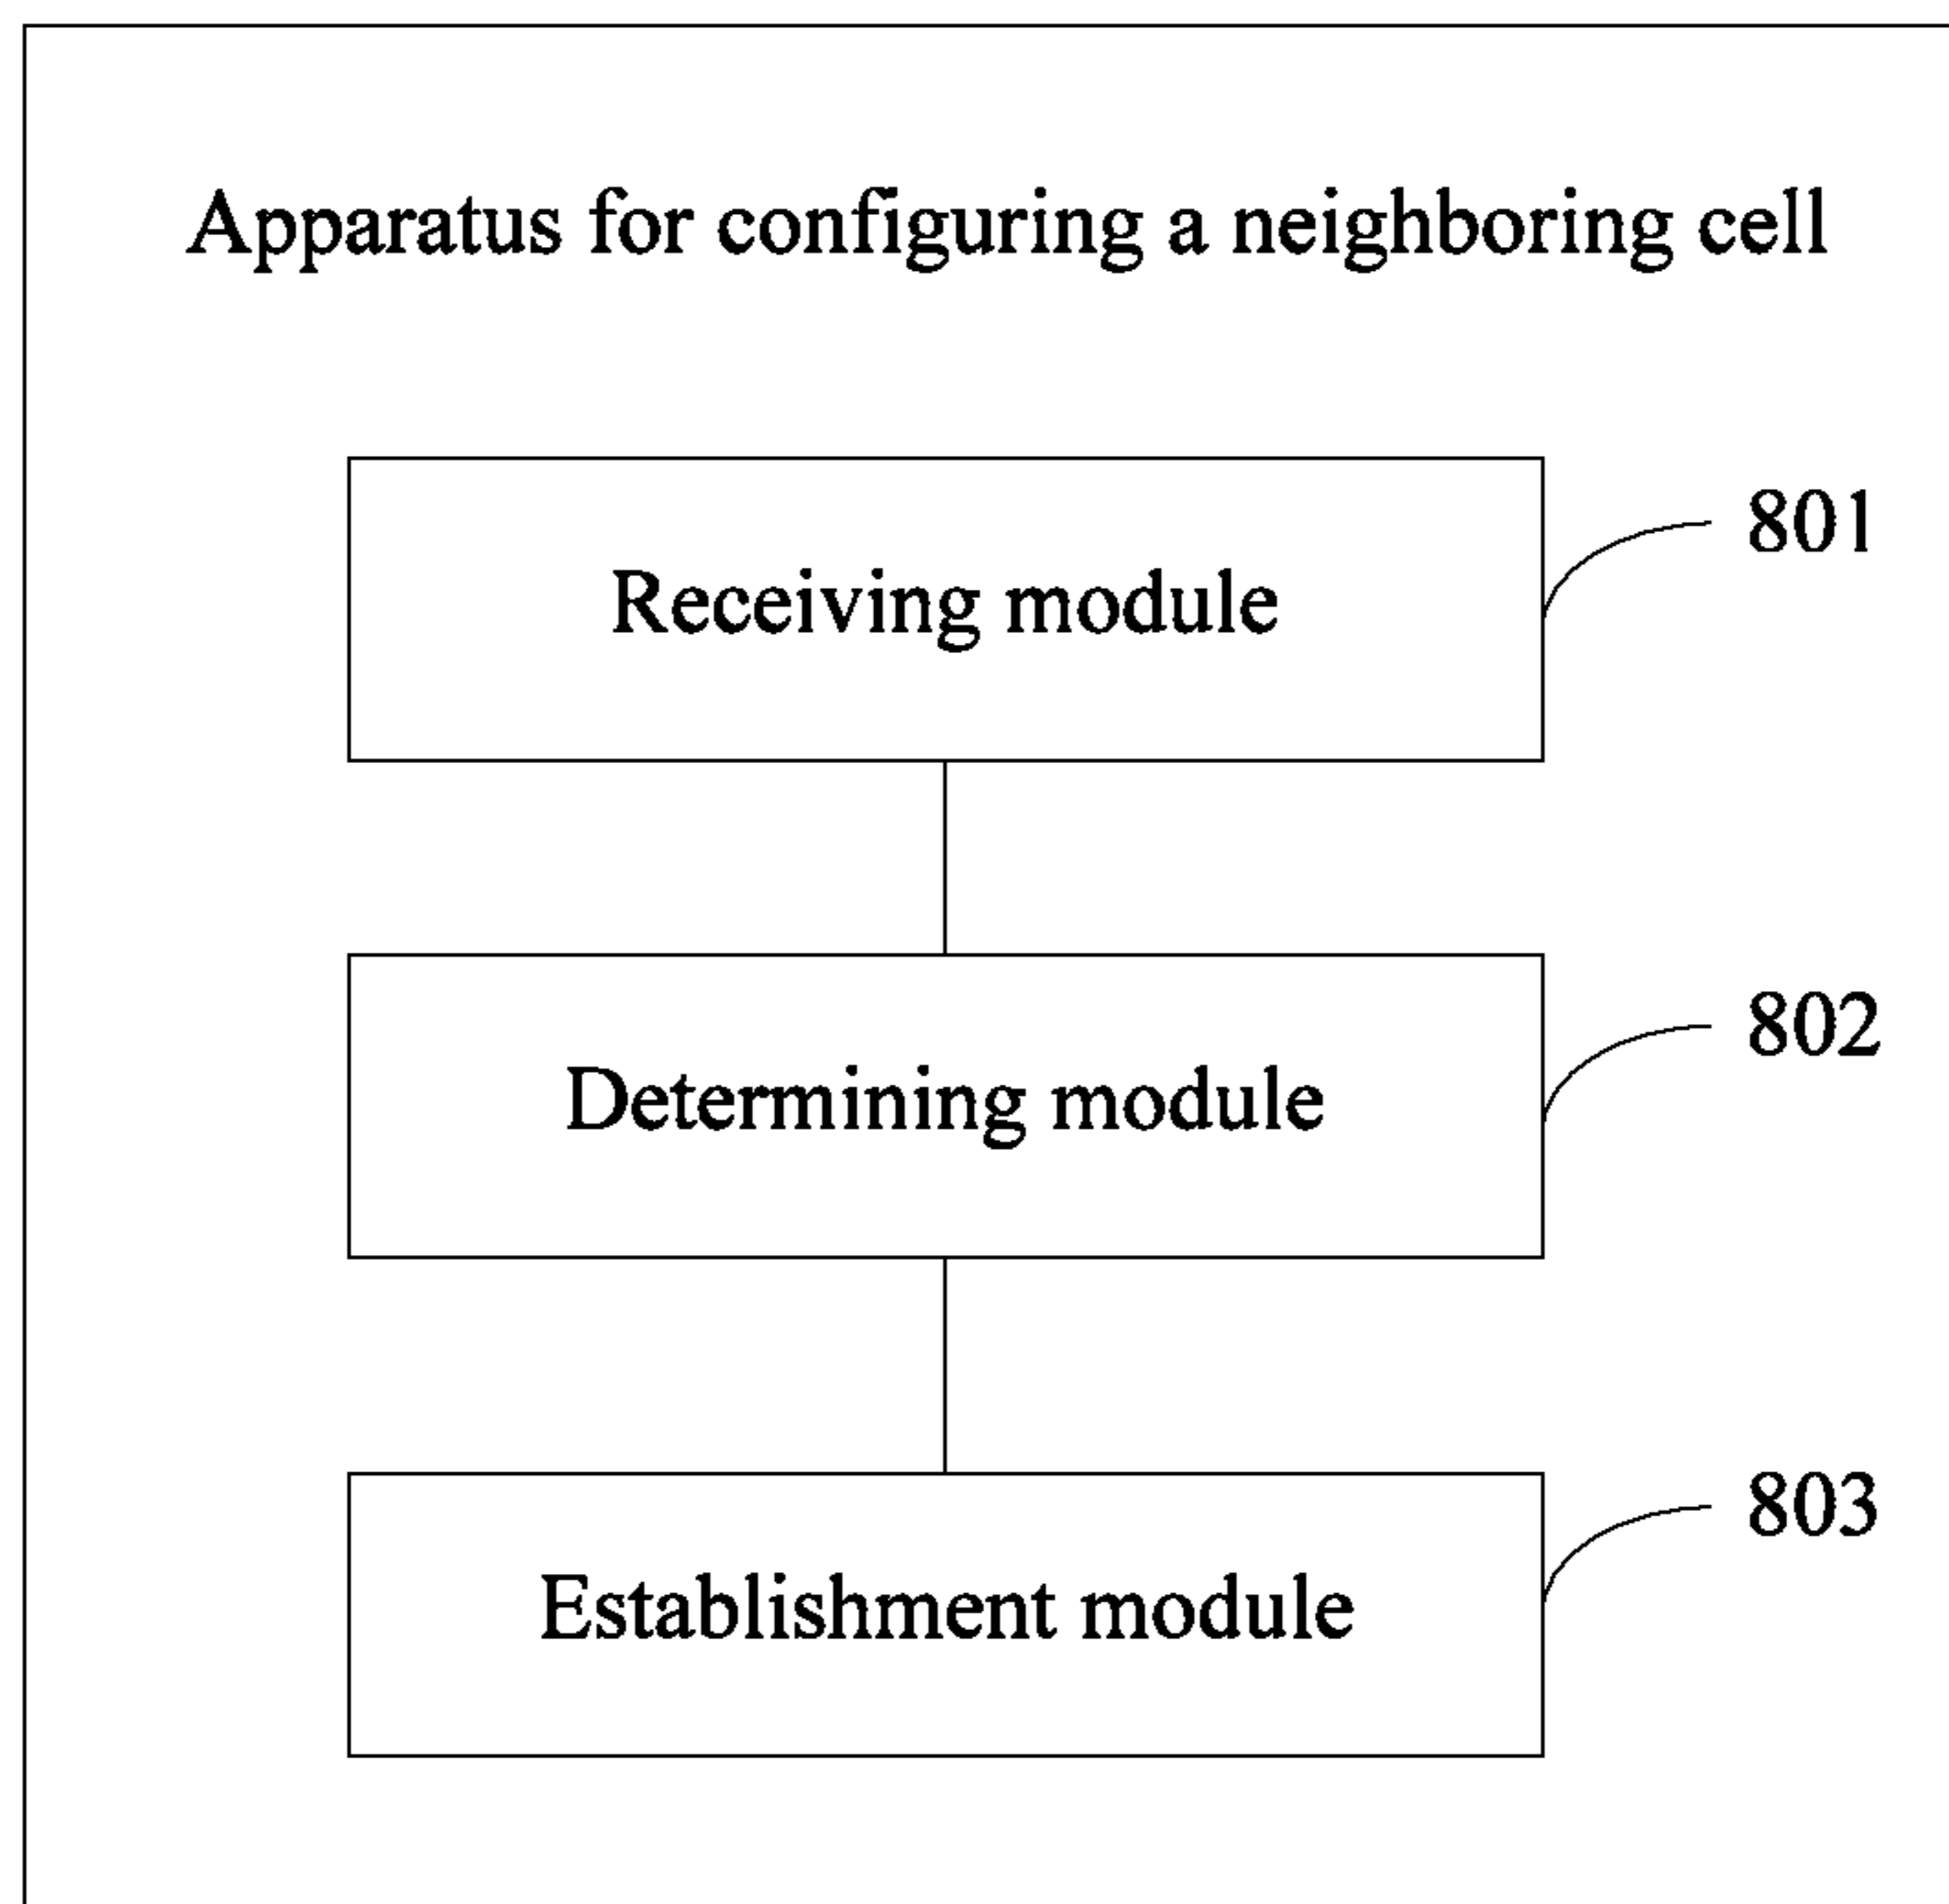 Apparatus for configuring a neighboring cell
801
Receiving module
802
Determining module
803
Establishment module